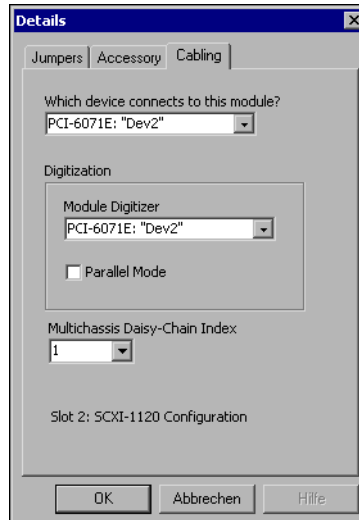 Details
Jumpers Accessory Cabling
Which device connects to this module?
PCI-6071E: "Dev2"
Digitization
Module Digitizer
PCI-6071E: "Dev2"
Parallel Mode
Multichassis Daisy-Chain Index
1
Slot 2: SCXI-1120 Configuration
OK Abbrechen Hilfe